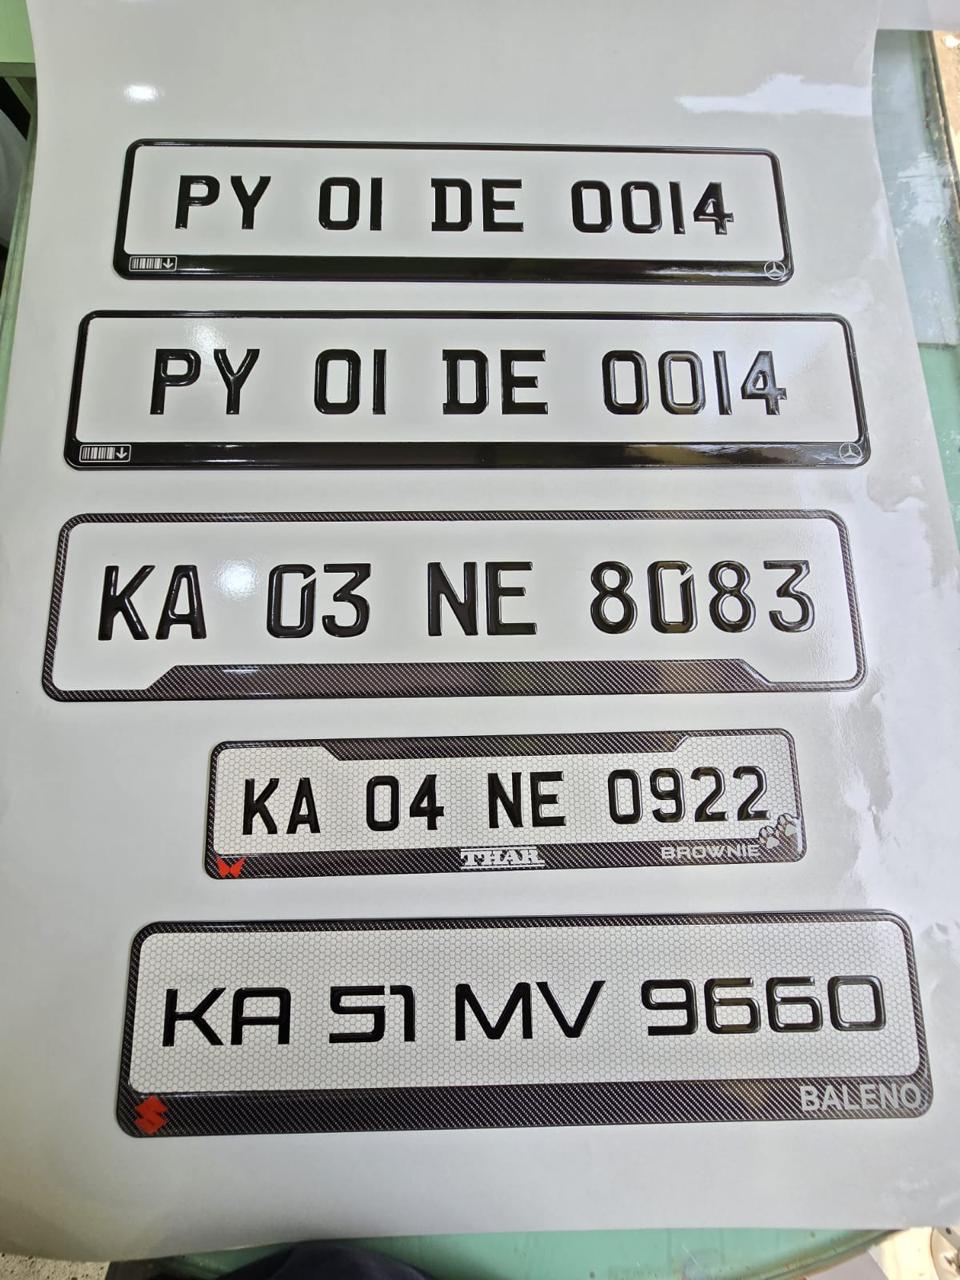 PY 01 DE 0014
PY 01 DE 0014
KA 03 NE 8083
KA 04 NE 0922
THAR BROWNIE
KA 51 MV 9660
BALENO